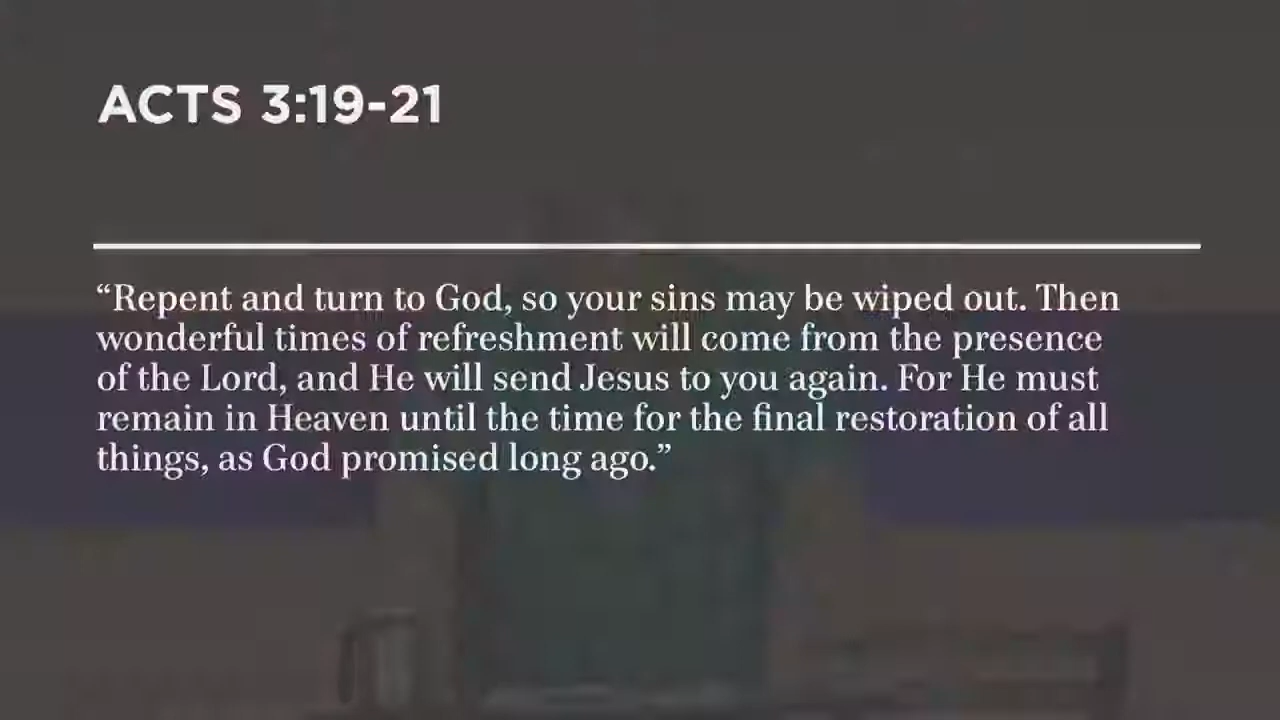 ACTS 3:19-21
“Repent and turn to God, so your sins may be wiped out. Then
wonderful times of refreshment will come from the presence
of the Lord, and He will send Jesus to you again. For He must
remain in Heaven until the time for the final restoration of all
things, as God promised long ago.”